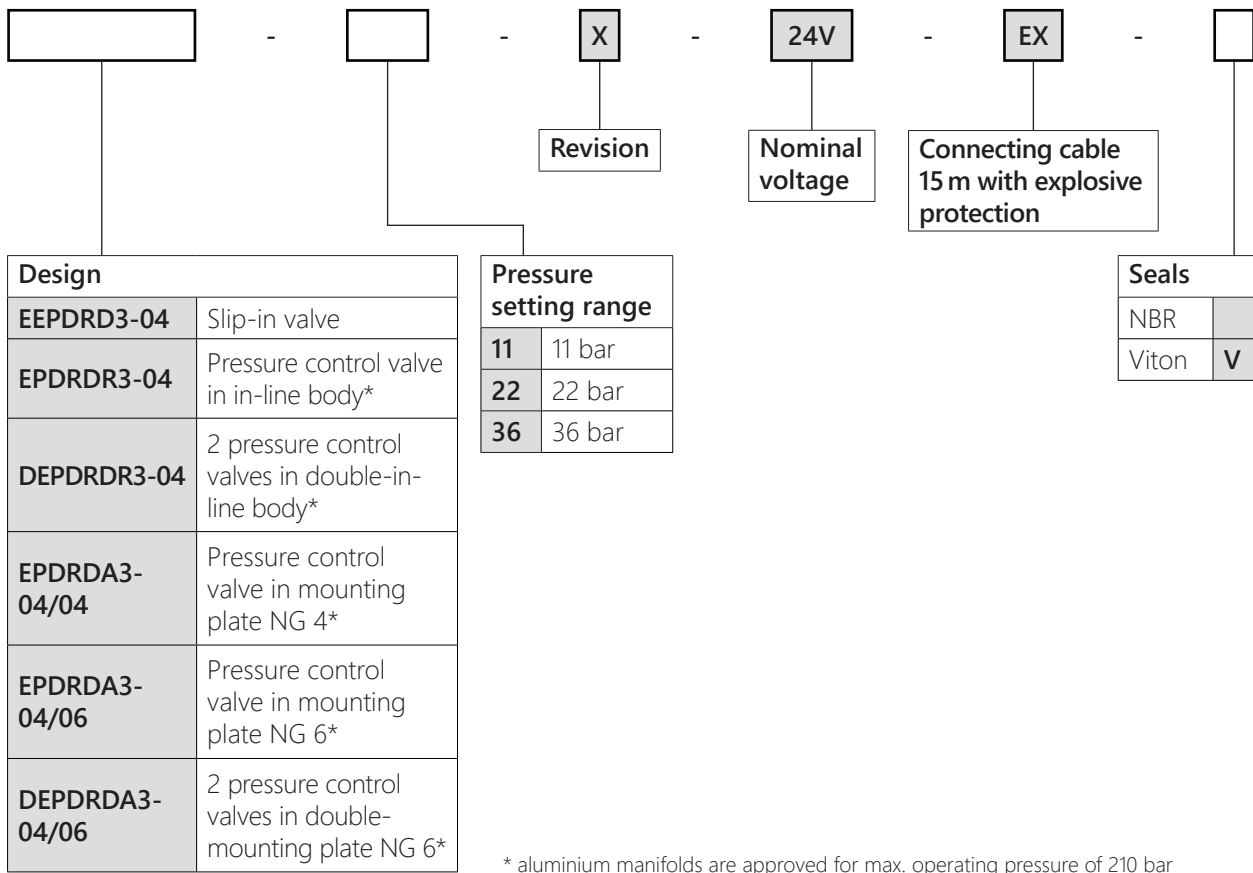 - - X - 24V - EX -
Revision
Nominal
voltage
Connecting cable
15 m with explosive
protection
Design
EEPDRD3-04 Slip-in valve
EPDRDR3-04 Pressure control valve
in in-line body*
DEPDRDR3-04 2 pressure control
valves in double-in-
line body*
EPDRDA3-
04/04 Pressure control
valve in mounting
plate NG 4*
EPDRDA3-
04/06 Pressure control
valve in mounting
plate NG 6*
DEPDRDA3-
04/06 2 pressure control
valves in double-
mounting plate NG 6*
Pressure
setting range
11 11 bar
22 22 bar
36 36 bar
Seals
NBR
Viton V
* aluminium manifolds are approved for max. operating pressure of 210 bar